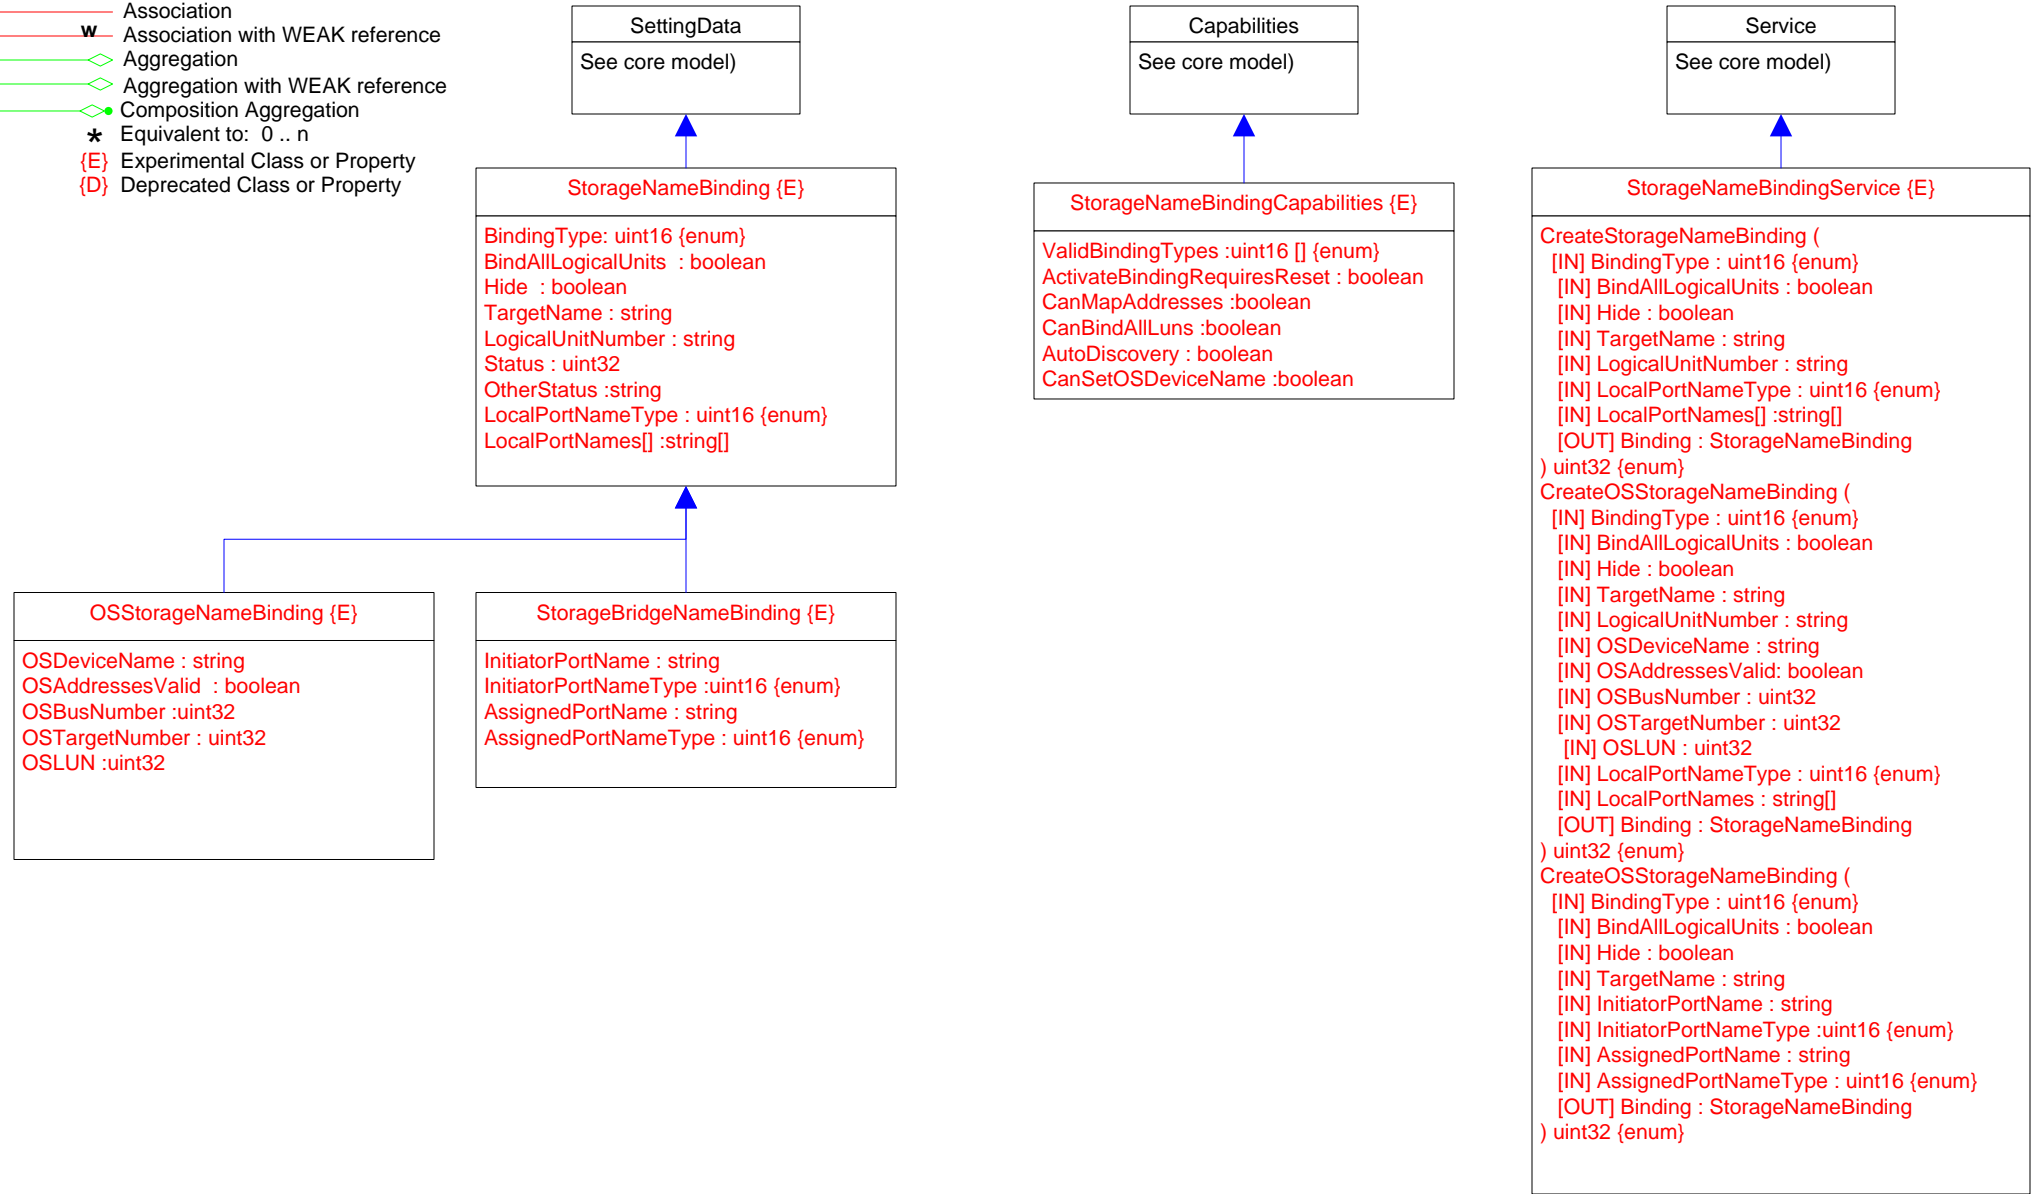 Association
w Association with WEAK reference
Aggregation
Aggregation with WEAK reference
Composition Aggregation
* Equivalent to: 0 .. n
{E} Experimental Class or Property
{D} Deprecated Class or Property
SettingData
See core model)
Capabilities
See core model)
Service
See core model)
StorageNameBinding {E}
BindingType: uint16 {enum}
BindAllLogicalUnits : boolean
Hide : boolean
TargetName : string
LogicalUnitNumber : string
Status : uint32
OtherStatus :string
LocalPortNameType : uint16 {enum}
LocalPortNames[] :string[]
StorageNameBindingCapabilities {E}
ValidBindingTypes :uint16 [] {enum}
ActivateBindingRequiresReset : boolean
CanMapAddresses :boolean
CanBindAllLuns :boolean
AutoDiscovery : boolean
CanSetOSDeviceName :boolean
StorageNameBindingService {E}
CreateStorageNameBinding (
[IN] BindingType : uint16 {enum}
[IN] BindAllLogicalUnits : boolean
[IN] Hide : boolean
[IN] TargetName : string
[IN] LogicalUnitNumber : string
[IN] LocalPortNameType : uint16 {enum}
[IN] LocalPortNames[] :string[]
[OUT] Binding : StorageNameBinding
) uint32 {enum}
CreateOSStorageNameBinding (
[IN] BindingType : uint16 {enum}
[IN] BindAllLogicalUnits : boolean
[IN] Hide : boolean
[IN] TargetName : string
[IN] LogicalUnitNumber : string
[IN] OSDeviceName : string
[IN] OSAddressesValid: boolean
[IN] OSBusNumber : uint32
[IN] OSTargetNumber : uint32
[IN] OSLUN : uint32
[IN] LocalPortNameType : uint16 {enum}
[IN] LocalPortNames : string[]
[OUT] Binding : StorageNameBinding
) uint32 {enum}
CreateOSStorageNameBinding (
[IN] BindingType : uint16 {enum}
[IN] BindAllLogicalUnits : boolean
[IN] Hide : boolean
[IN] TargetName : string
[IN] InitiatorPortName : string
[IN] InitiatorPortNameType :uint16 {enum}
[IN] AssignedPortName : string
[IN] AssignedPortNameType : uint16 {enum}
[OUT] Binding : StorageNameBinding
) uint32 {enum}
OSStorageNameBinding {E}
OSDeviceName : string
OSAddressesValid : boolean
OSBusNumber :uint32
OSTargetNumber : uint32
OSLUN :uint32
StorageBridgeNameBinding {E}
InitiatorPortName : string
InitiatorPortNameType :uint16 {enum}
AssignedPortName : string
AssignedPortNameType : uint16 {enum}